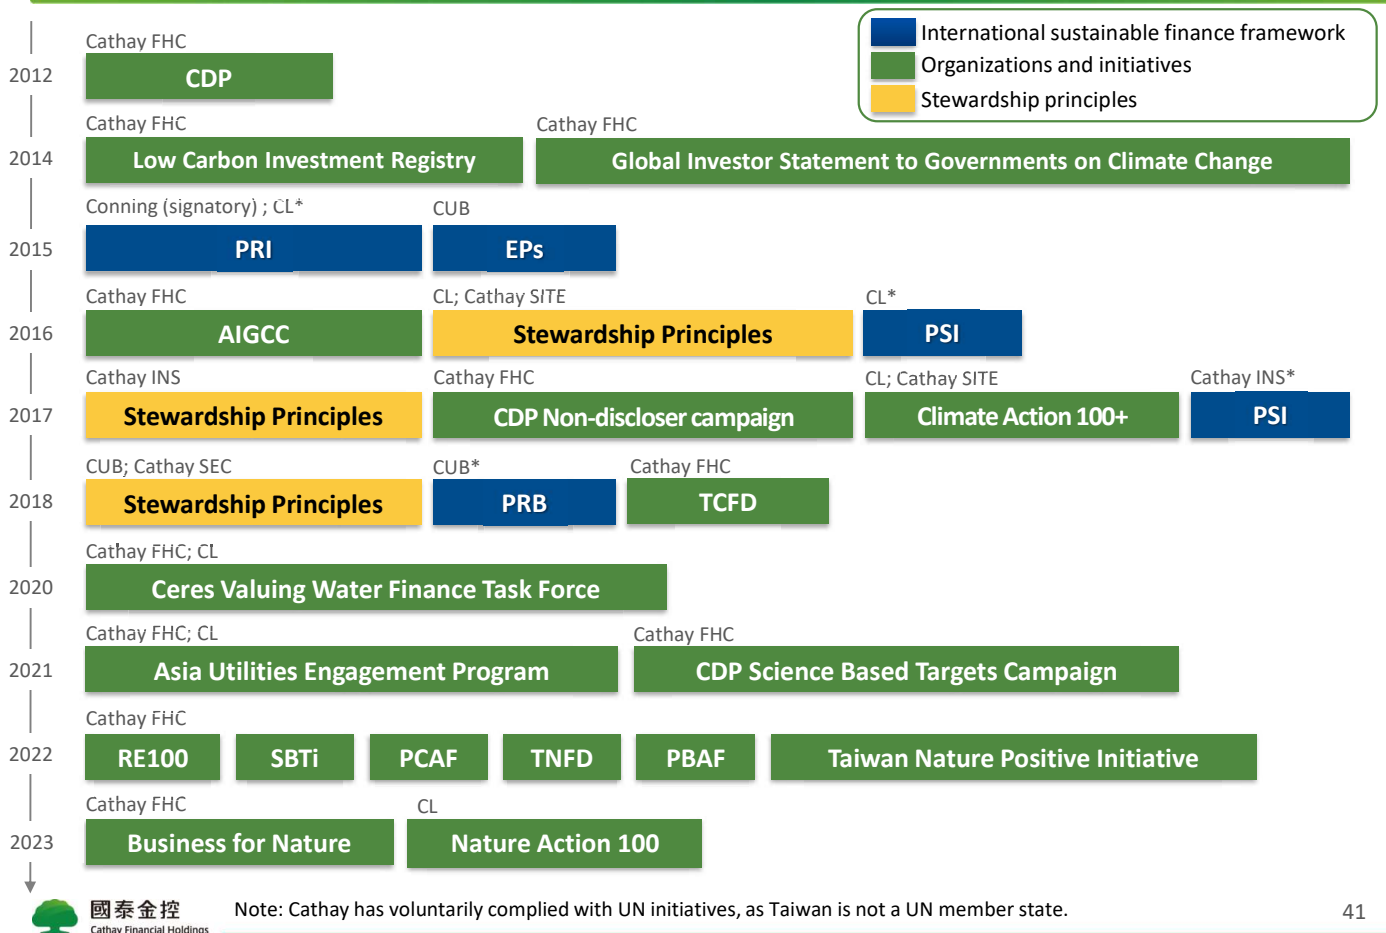 International sustainable finance framework
Organizations and initiatives
Stewardship principles
Cathay FHC
2012
CDP
Cathay FHC
Cathay FHC
2014
Low Carbon Investment Registry
Global Investor Statement to Governments on Climate Change
Conning (signatory) ; CL*
CUB
2015
PRI
EPs
Cathay FHC
CL; Cathay SITE
CL*
2016
AIGCC
Stewardship Principles
PSI
Cathay INS
Cathay FHC
CL; Cathay SITE
Cathay INS*
2017
Stewardship Principles
CDP Non-discloser campaign
Climate Action 100+
PSI
CUB; Cathay SEC
CUB*
Cathay FHC
2018
Stewardship Principles
PRB
TCFD
Cathay FHC; CL
2020
Ceres Valuing Water Finance Task Force
Cathay FHC; CL
Cathay FHC
2021
Asia Utilities Engagement Program
CDP Science Based Targets Campaign
Cathay FHC
2022
RE100
SBTi
PCAF
TNFD
PBAF
Taiwan Nature Positive Initiative
Cathay FHC
CL
2023
Business for Nature
Nature Action 100
國泰金控
Cathay Financial Holdings
Note: Cathay has voluntarily complied with UN initiatives, as Taiwan is not a UN member state.
41